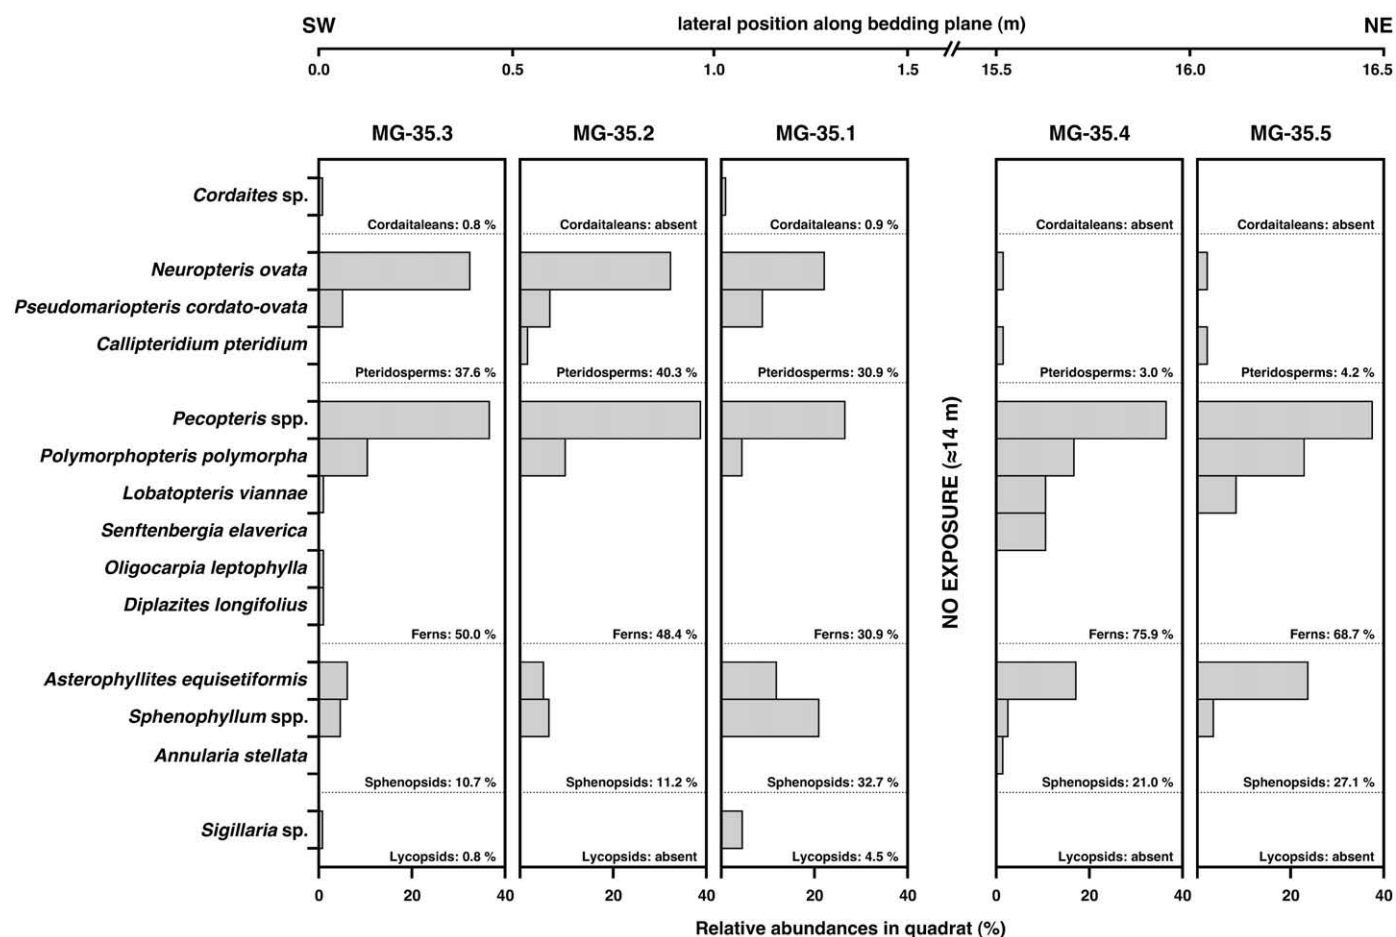 SW lateral position along bedding plane (m) NE
0.0 0.5 1.0 1.5 15.5 16.0 16.5
MG-35.3 MG-35.2 MG-35.1 MG-35.4 MG-35.5
Cordaites sp.
Cordaitaleans: 0.8 % Cordaitaleans: absent Cordaitaleans: 0.9 % Cordaitaleans: absent Cordaitaleans: absent
Neuropteris ovata
Pseudomariopteris cordato-ovata
Callipteridium pteridium
Pteridosperms: 37.6 % Pteridosperms: 40.3 % Pteridosperms: 30.9 % Pteridosperms: 3.0 % Pteridosperms: 4.2 %
Pecopteris spp.
Polymorphopteris polymorpha
Lobatopteris viannae
Senftenbergia elaverica
Oligocarpia leptophylla
Diplazites longifolius
NO EXPOSURE (≈14 m)
Ferns: 50.0 % Ferns: 48.4 % Ferns: 30.9 % Ferns: 75.9 % Ferns: 68.7 %
Asterophyllites equisetiformis
Sphenophyllum spp.
Annularia stellata
Sphenopsids: 10.7 % Sphenopsids: 11.2 % Sphenopsids: 32.7 % Sphenopsids: 21.0 % Sphenopsids: 27.1 %
Sigillaria sp.
Lycopsids: 0.8 % Lycopsids: absent Lycopsids: 4.5 % Lycopsids: absent Lycopsids: absent
0 20 40 20 40 20 40 0 20 40 20 40
Relative abundances in quadrat (%)